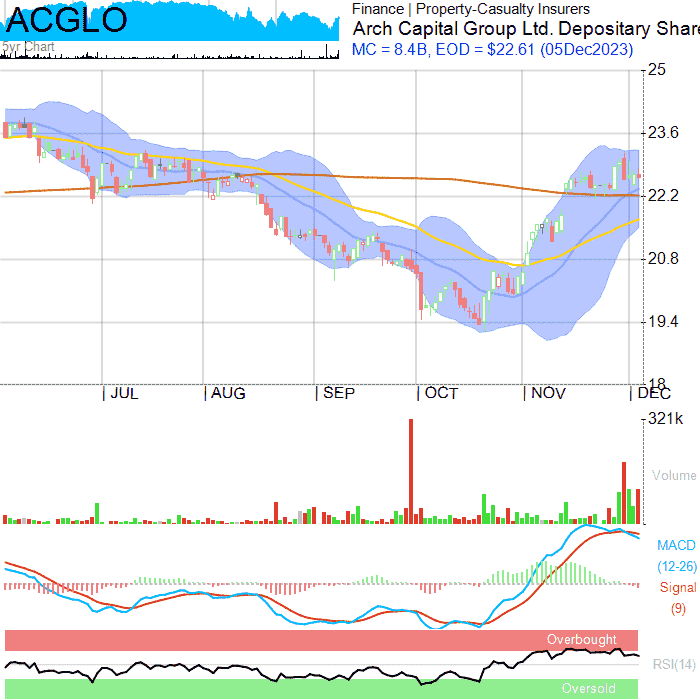 ACGLO
5yr Chart
Finance | Property-Casualty Insurers
Arch Capital Group Ltd. Depositary Share
MC = 8.4B, EOD = $22.61 (05Dec2023)
25
23.6
22.2
20.8
19.4
18
JUL AUG SEP OCT NOV DEC
321k
Volume
MACD
(12-26)
Signal
(9)
Overbought
RSI(14)
Oversold